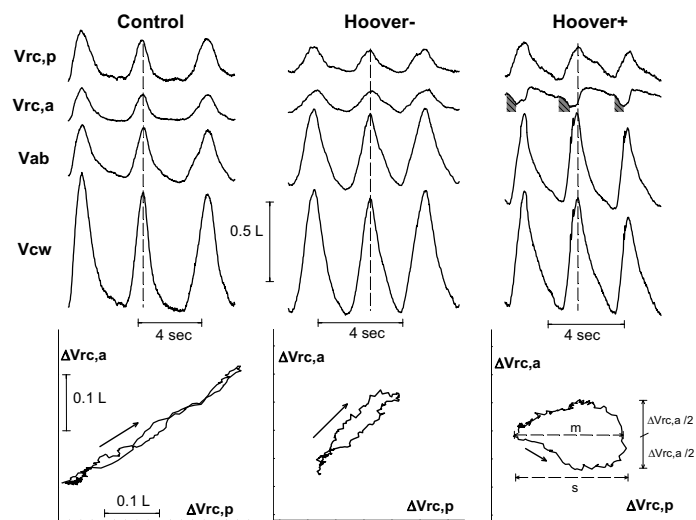 Control Hoover- Hoover+
Vrc,p
Vrc,a
Vab
0.5 L
Vcw
4 sec 4 sec 4 sec
ΔVrc,a ΔVrc,a ΔVrc,a
0.1 L
ΔVrc,a /2
m
ΔVrc,a /2
s
0.1 L
ΔVrc,p ΔVrc,p ΔVrc,p